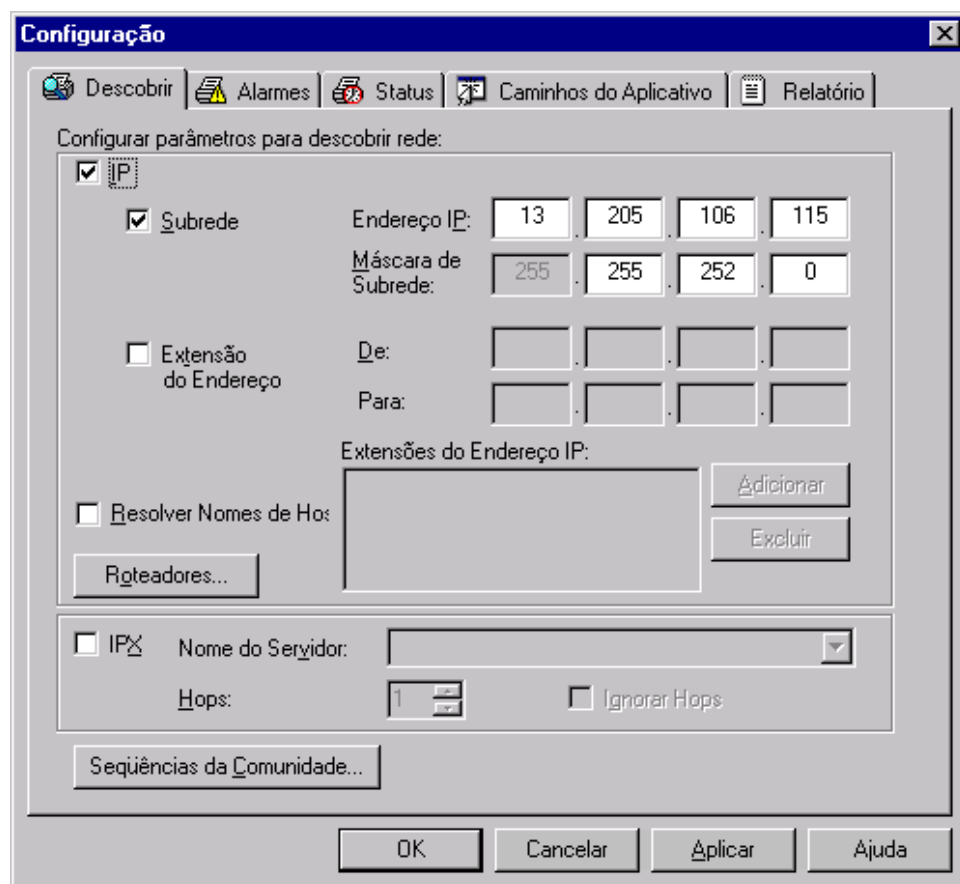 Configuração
Descobrir Alarmes Status Caminhos do Aplicativo Relatório
Configurar parâmetros para descobrir rede:
IP
Subrede Endereço IP: 13 . 205 . 106 . 115
Máscara de
Subrede: 255 . 255 . 252 . 0
Extensão
do Endereço
De: . . .
Para: . . .
Extensões do Endereço IP:
Adicionar
Resolver Nomes de Hos
Excluir
Roteadores...
IPX Nome do Servidor:
Hops: 1 Ignorar Hops
Seqüências da Comunidade...
OK Cancelar Aplicar Ajuda